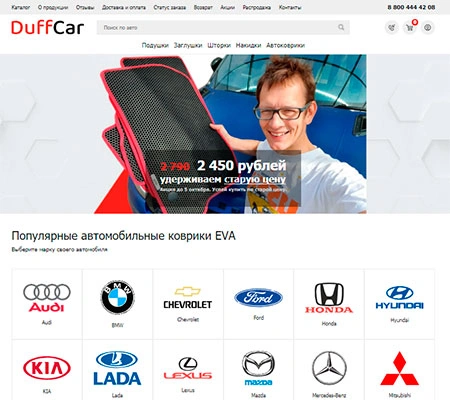 Каталог О продукции Отзывы Доставка и оплата Статус заказа Возврат Акции Распродажа Контакты 8 800 444 42 08
DuffCar Поиск по авто 0
Подушки Заглушки Шторки Накидки Автоковрики
2 790 2 450 рублей
удерживаем старую цену
Акция до 5 октября. Успей купить по старой цене.
Популярные автомобильные коврики EVA
Выберите марку своего автомобиля
Audi BMW CHEVROLET Ford HONDA HYUNDAI
Audi BMW Chevrolet Ford Honda Hyundai
KIA LADA LEXUS mazda
KIA LADA Lexus Mazda Mercedes-Benz Mitsubishi